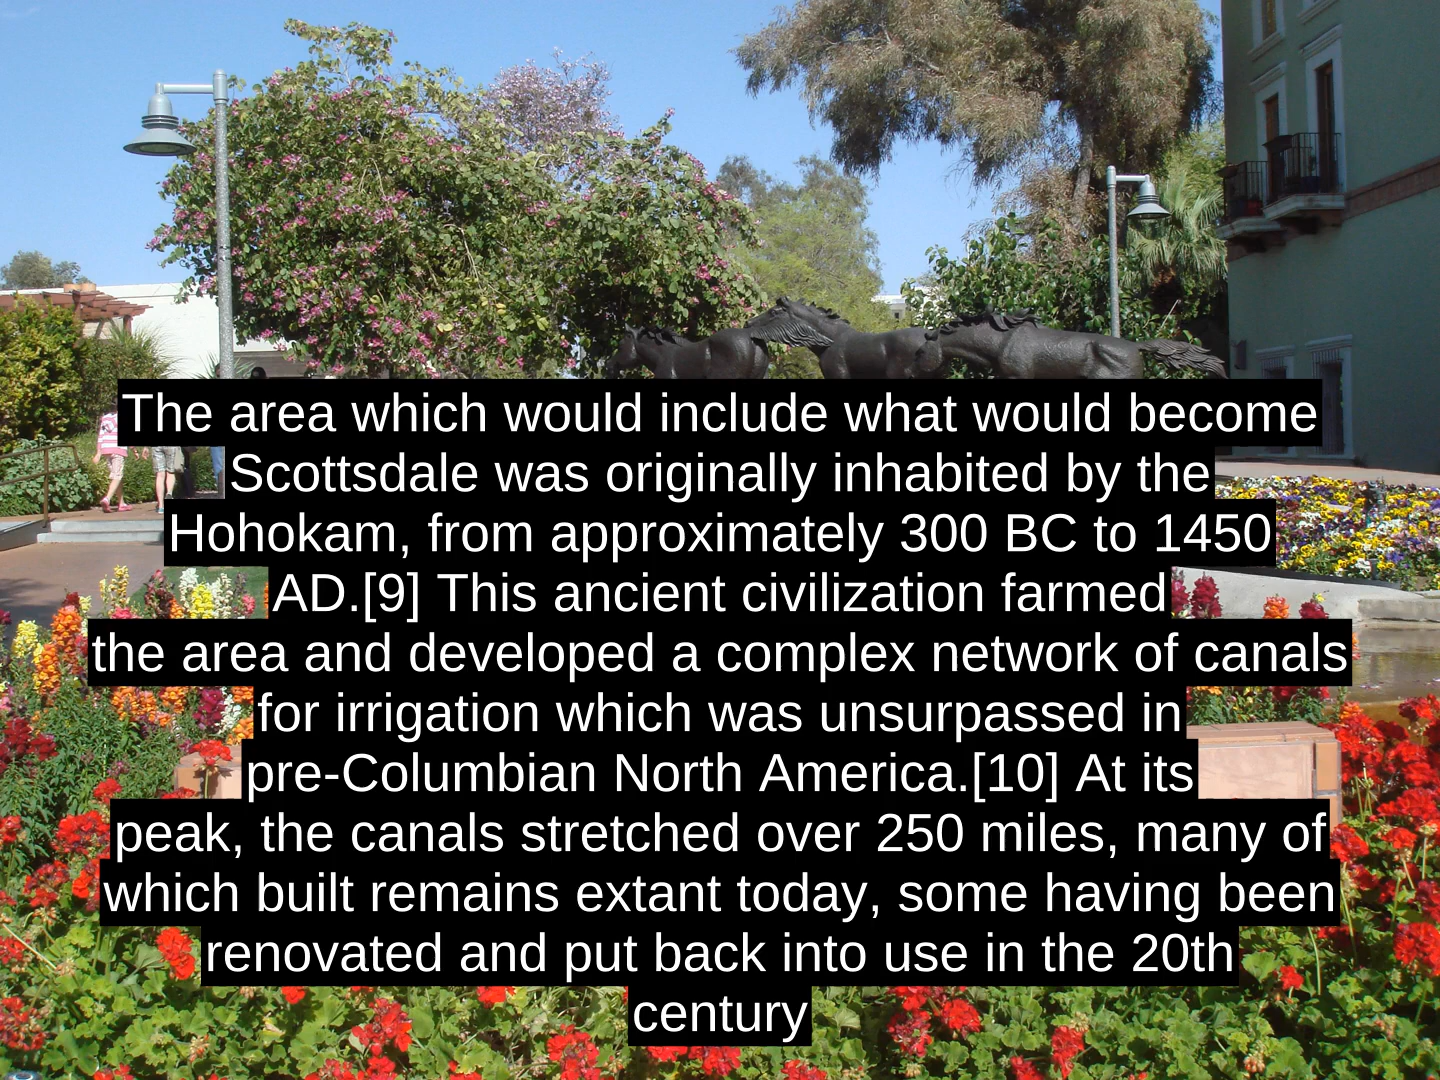 The area which would include what would become
Scottsdale was originally inhabited by the
Hohokam, from approximately 300 BC to 1450
AD.[9] This ancient civilization farmed
the area and developed a complex network of canals
for irrigation which was unsurpassed in
pre-Columbian North America.[10] At its
peak, the canals stretched over 250 miles, many of
which built remains extant today, some having been
renovated and put back into use in the 20th
century